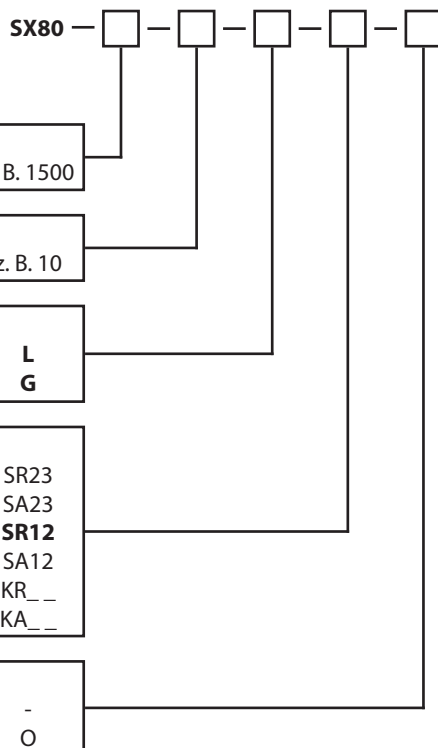 SX80 — □ — □ — □ — □ — □
B. 1500
z. B. 10
L
G
SR23
SA23
SR12
SA12
KR_ _
KA_ _
-
O